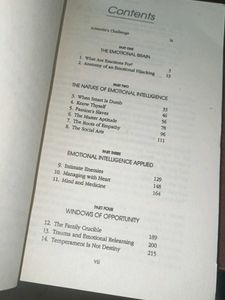 Contents
Aristotle's Challenge ix
PART ONE
THE EMOTIONAL BRAIN
1. What Are Emotions For? 3
2. Anatomy of an Emotional Hijacking 13
PART TWO
THE NATURE OF EMOTIONAL INTELLIGENCE
3. When Smart Is Dumb 33
4. Know Thyself 46
5. Passion's Slaves 56
6. The Master Aptitude 78
7. The Roots of Empathy 96
8. The Social Arts 111
PART THREE
EMOTIONAL INTELLIGENCE APPLIED
9. Intimate Enemies 129
10. Managing with Heart 148
11. Mind and Medicine 164
PART FOUR
WINDOWS OF OPPORTUNITY
12. The Family Crucible 189
13. Trauma and Emotional Relearning 200
14. Temperament Is Not Destiny 215
vii